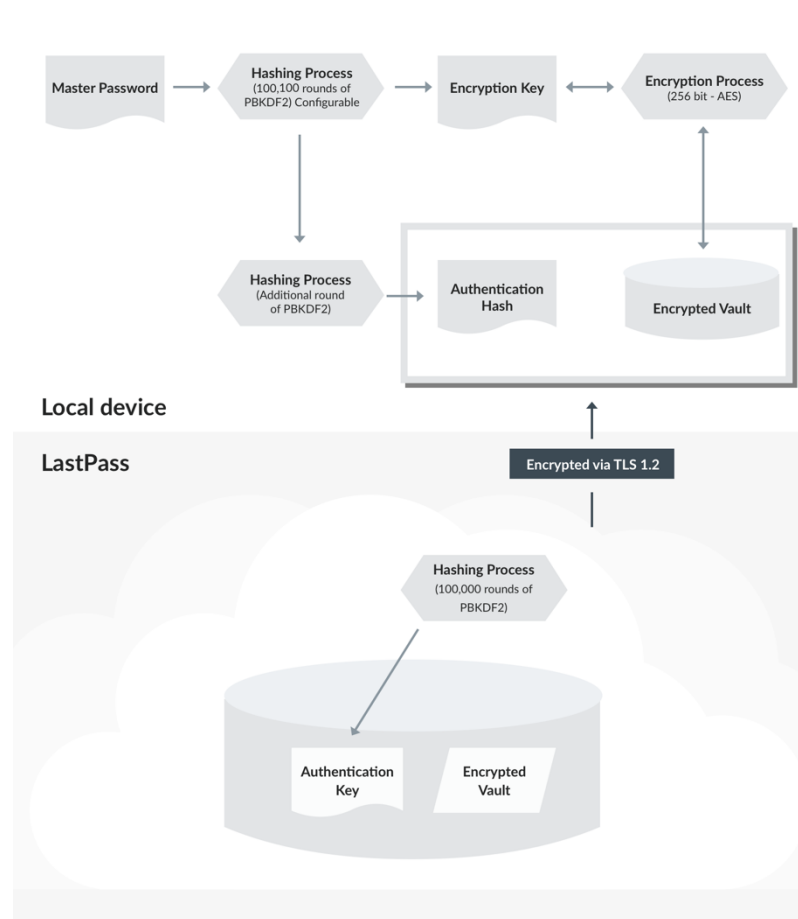 Master Password
Hashing Process
(100,100 rounds of
PBKDF2) Configurable
Encryption Key
Encryption Process
(256 bit - AES)
Hashing Process
(Additional round
of PBKDF2)
Authentication
Hash
Encrypted Vault
Local device
LastPass
Encrypted via TLS 1.2
Hashing Process
(100,000 rounds of
PBKDF2)
Authentication
Key
Encrypted
Vault